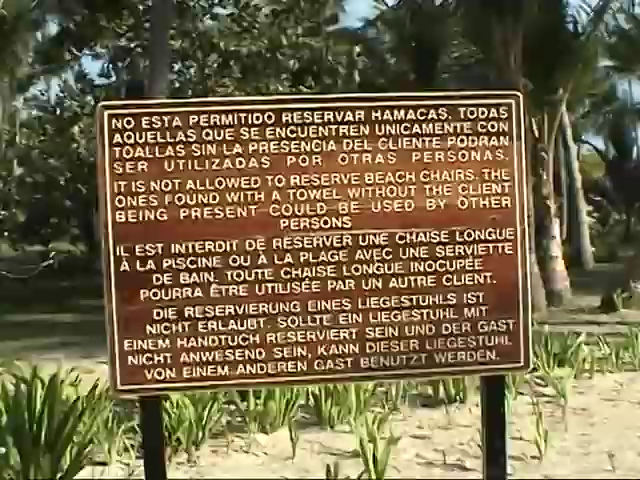 NO ESTA PERMITIDO RESERVAR HAMACAS. TODAS
AQUELLAS QUE SE ENCUENTREN UNICAMENTE CON
TOALLAS SIN LA PRESENCIA DEL CLIENTE PODRAN
SER UTILIZADAS POR OTRAS PERSONAS.
IT IS NOT ALLOWED TO RESERVE BEACH CHAIRS. THE
ONES FOUND WITH A TOWEL WITHOUT THE CLIENT
BEING PRESENT COULD BE USED BY OTHER
PERSONS
IL EST INTERDIT DE RÉSERVER UNE CHAISE LONGUE
À LA PISCINE OU À LA PLAGE AVEC UNE SERVIETTE
DE BAIN. TOUTE CHAISE LONGUE INOCUPÉE
POURRA ÊTRE UTILISÉE PAR UN AUTRE CLIENT.
DIE RESERVIERUNG EINES LIEGESTUHLS IST
NICHT ERLAUBT. SOLLTE EIN LIEGESTUHL MIT
EINEM HANDTUCH RESERVIERT SEIN UND DER GAST
NICHT ANWESEND SEIN, KANN DIESER LIEGESTUHL
VON EINEM ANDEREN GAST BENUTZT WERDEN.